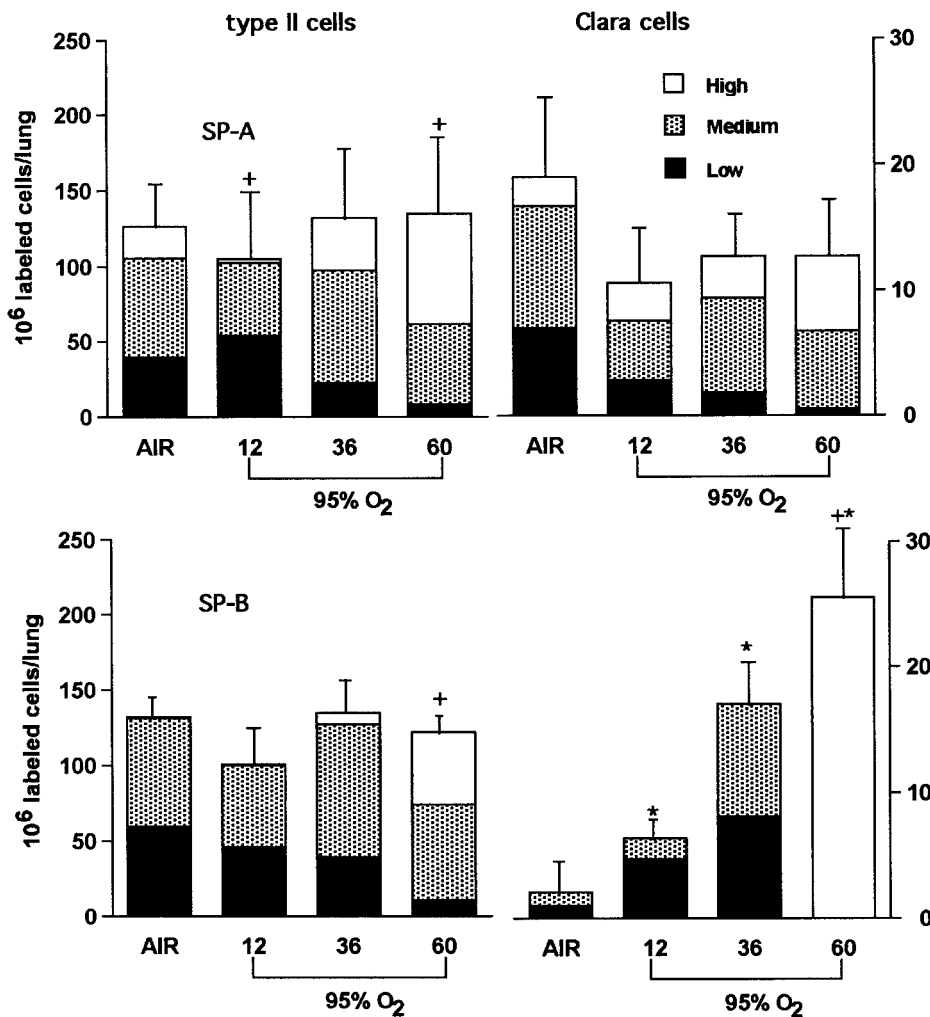 type II cells
Clara cells
250
200
150
100
50
0
10⁶ labeled cells/lung
SP-A
+
+
High
Medium
Low
30
20
10
0
AIR
12
36
60
95% O₂
AIR
12
36
60
95% O₂
250
200
150
100
50
0
10⁶ labeled cells/lung
SP-B
+
*
*
+*
30
20
10
0
AIR
12
36
60
95% O₂
AIR
12
36
60
95% O₂